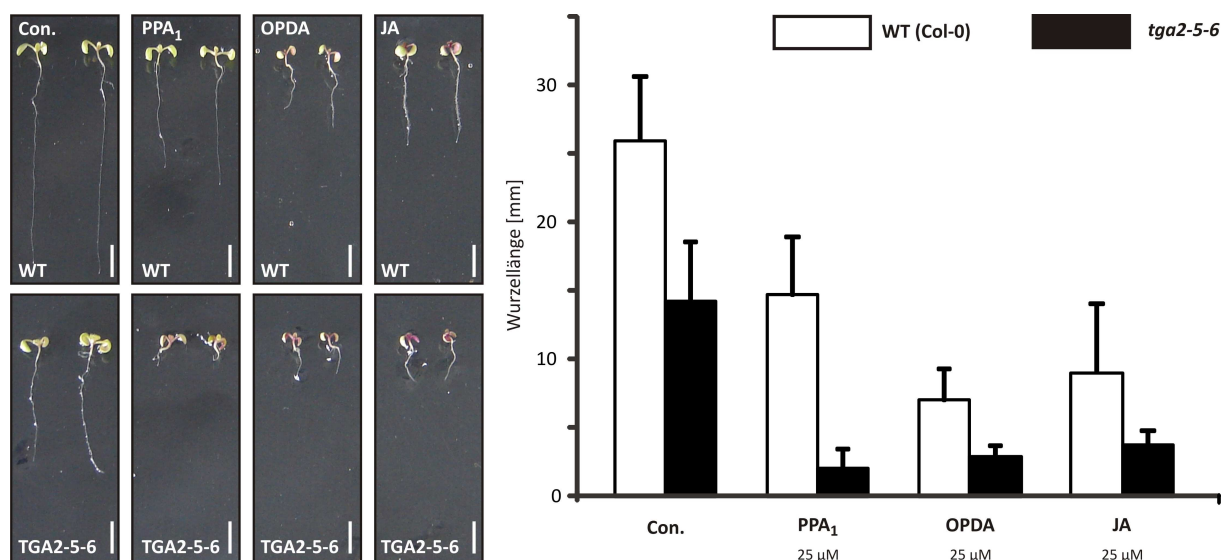 Con.
PPA₁
OPDA
JA
WT
WT
WT
WT
TGA2-5-6
TGA2-5-6
TGA2-5-6
TGA2-5-6
WT (Col-0)
tga2-5-6
Wurzellänge [mm]
30
20
10
0
Con.
PPA₁
OPDA
JA
25 µM
25 µM
25 µM